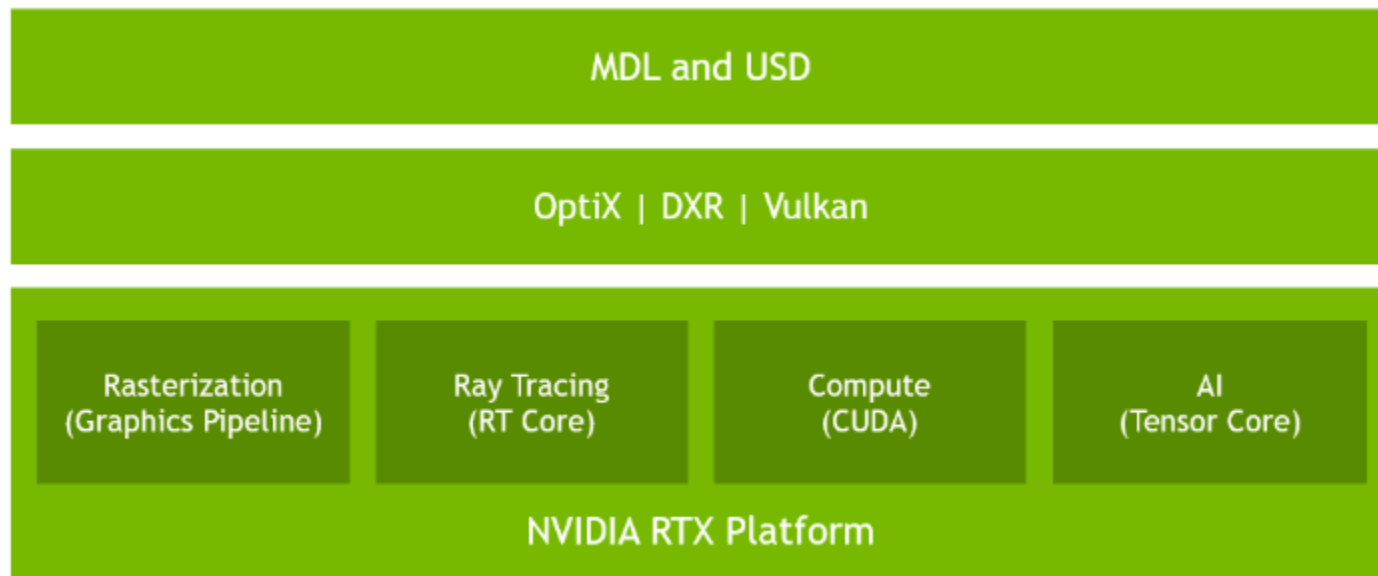 MDL and USD
OptiX | DXR | Vulkan
Rasterization
(Graphics Pipeline)
Ray Tracing
(RT Core)
Compute
(CUDA)
AI
(Tensor Core)
NVIDIA RTX Platform